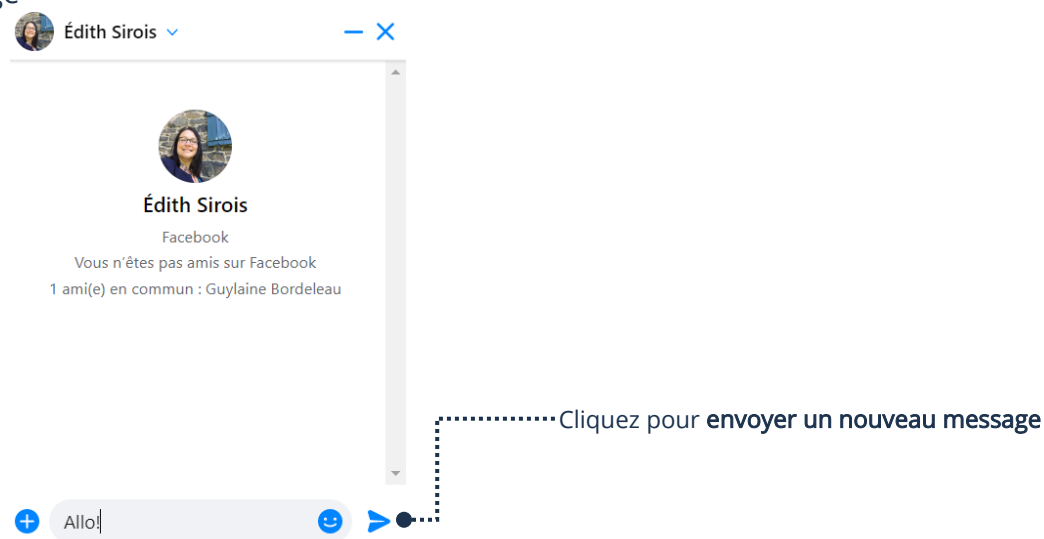 Édith Sirois
Édith Sirois
Facebook
Vous n'êtes pas amis sur Facebook
1 ami(e) en commun : Guylaine Bordeleau
Cliquez pour envoyer un nouveau message
Allo!